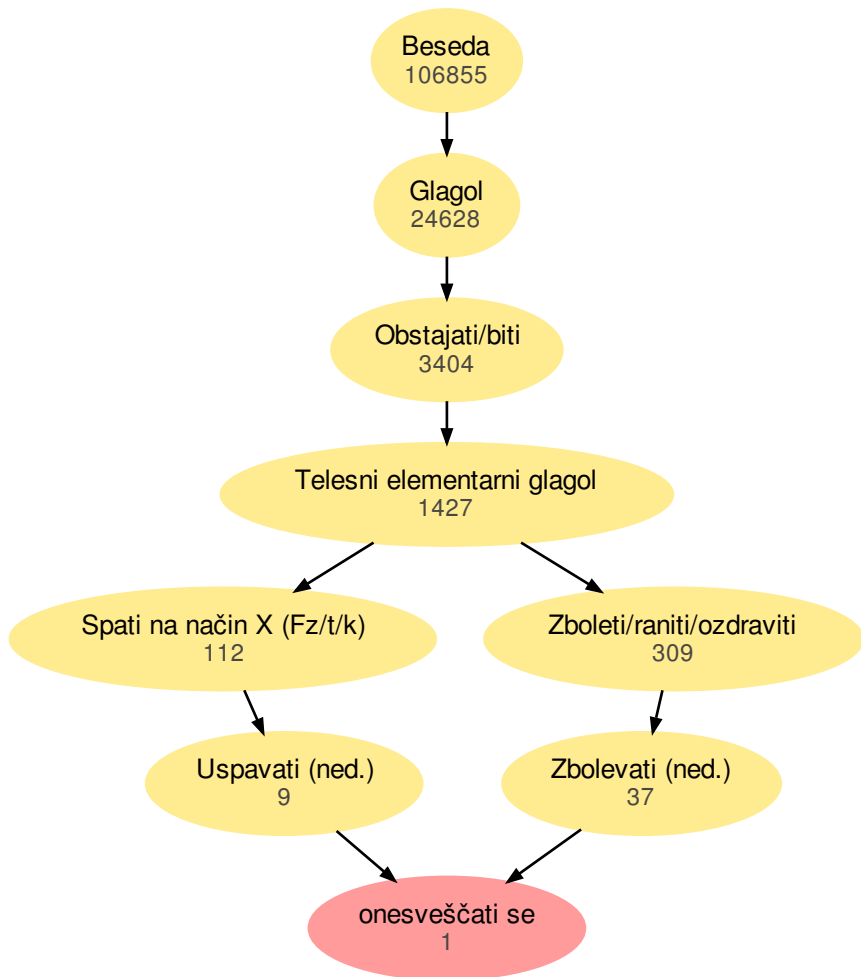 Beseda
106855
Glagol
24628
Obstajati/biti
3404
Telesni elementarni glagol
1427
Spati na način X (Fz/t/k)
112
Zboleti/raniti/ozdraviti
309
Uspavati (ned.)
9
Zbolevati (ned.)
37
onesveščati se
1